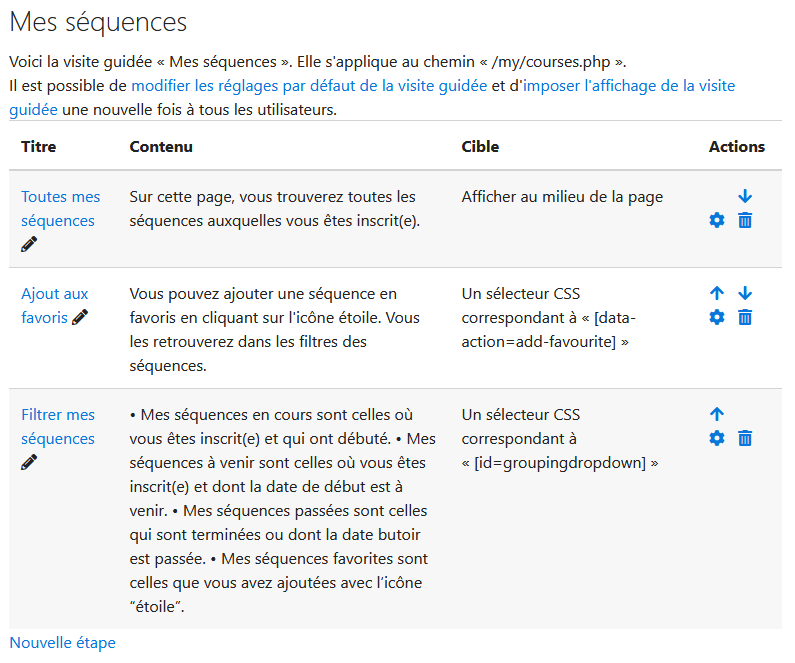 Mes séquences
Voici la visite guidée « Mes séquences ». Elle s'applique au chemin « /my/courses.php ».
Il est possible de modifier les réglages par défaut de la visite guidée et d'imposer l'affichage de la visite
guidée une nouvelle fois à tous les utilisateurs.
Titre Contenu Cible Actions
Toutes mes
séquences
Sur cette page, vous trouverez toutes les
séquences auxquelles vous êtes inscrit(e).
Afficher au milieu de la page
Ajout aux
favoris
Vous pouvez ajouter une séquence en
favoris en cliquant sur l'icône étoile. Vous
les retrouverez dans les filtres des
séquences.
Un sélecteur CSS
correspondant à « [data-
action=add-favourite] »
Filtrer mes
séquences
• Mes séquences en cours sont celles où
vous êtes inscrit(e) et qui ont débuté. • Mes
séquences à venir sont celles où vous êtes
inscrit(e) et dont la date de début est à
venir. • Mes séquences passées sont celles
qui sont terminées ou dont la date butoir
est passée. • Mes séquences favorites sont
celles que vous avez ajoutées avec l’icône
“étoile”.
Un sélecteur CSS
correspondant à
« [id=groupingdropdown] »
Nouvelle étape